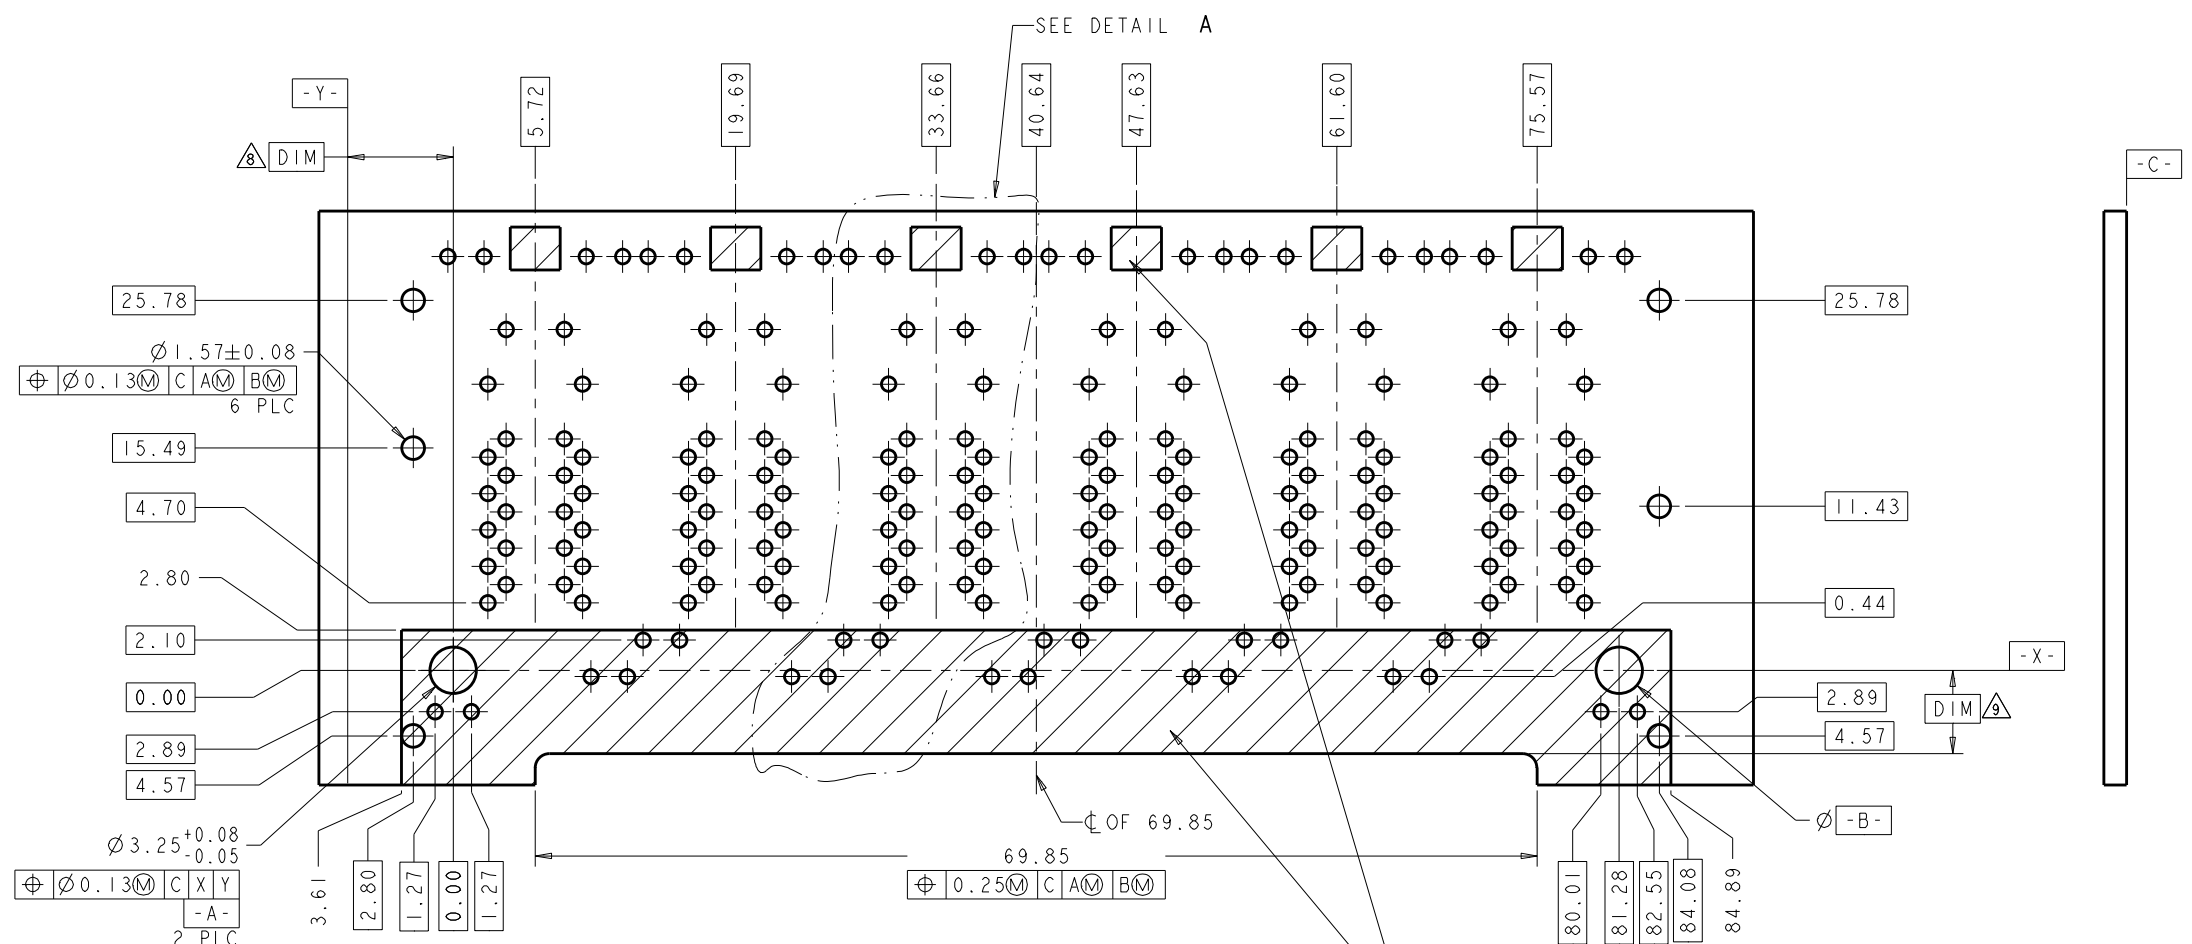 SEE DETAIL A
-Y-
5.72
19.69
33.66
40.64
47.63
61.60
75.57
8 DIM
-C-
25.78
25.78
Ø1.57±0.08
⌖ Ø0.13Ⓜ C AⓂ BⓂ
6 PLC
15.49
4.70
11.43
2.80
0.44
2.10
-X-
0.00
2.89
DIM 9
2.89
4.57
4.57
Ø -B-
℄ OF 69.85
Ø3.25 +0.08
-0.05
⌖ Ø0.13Ⓜ C X Y
-A-
2 PLC
69.85
⌖ 0.25Ⓜ C AⓂ BⓂ
3.61
2.80
1.27
0.00
1.27
80.01
81.28
82.55
84.08
84.89